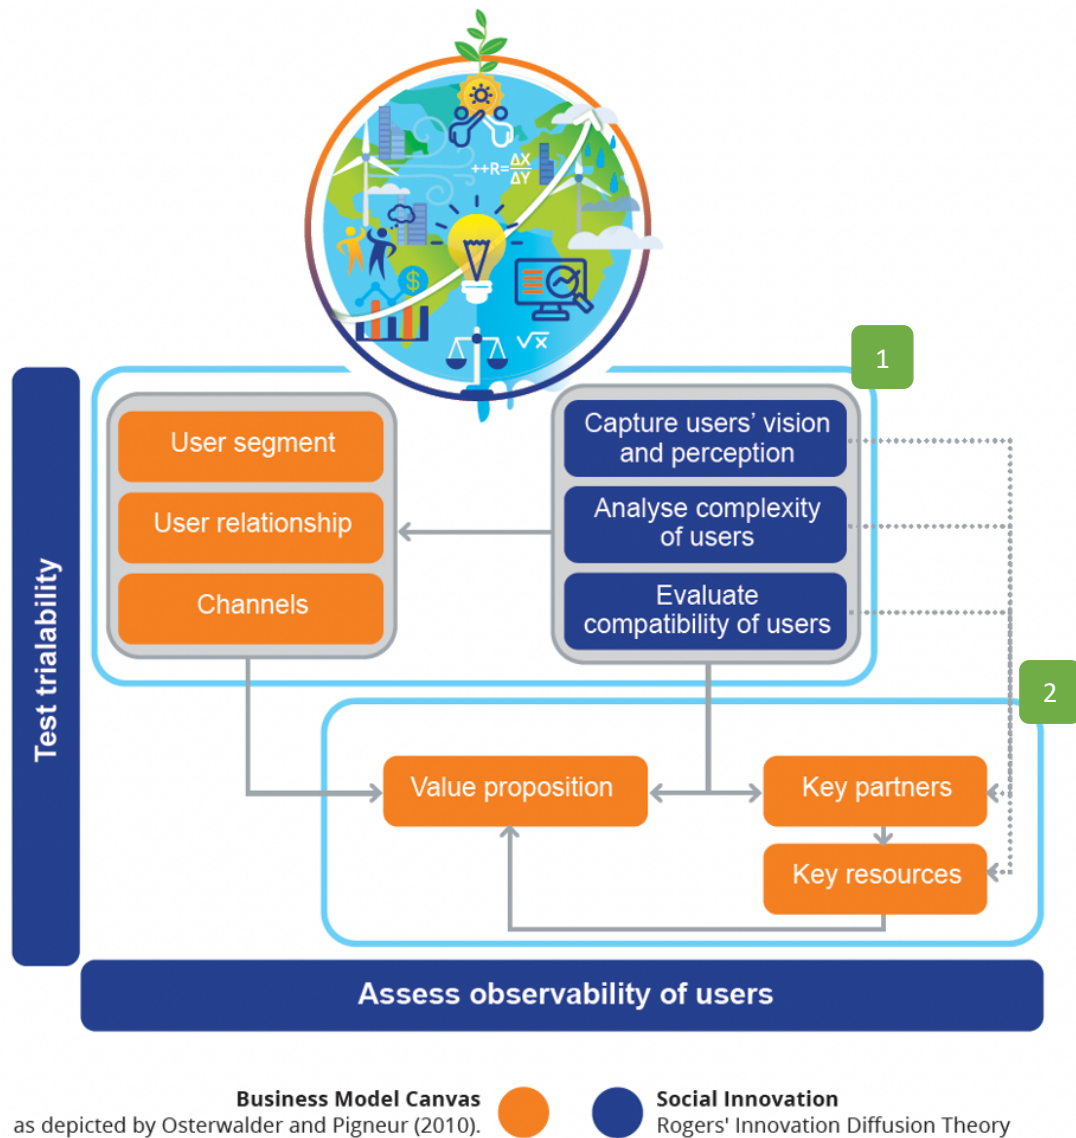 ++R=ΔX
ΔY
$
√x
1
User segment
User relationship
Channels
Capture users' vision
and perception
Analyse complexity
of users
Evaluate
compatibility of users
Test trialability
2
Value proposition
Key partners
Key resources
Assess observability of users
Business Model Canvas
as depicted by Osterwalder and Pigneur (2010).
Social Innovation
Rogers' Innovation Diffusion Theory